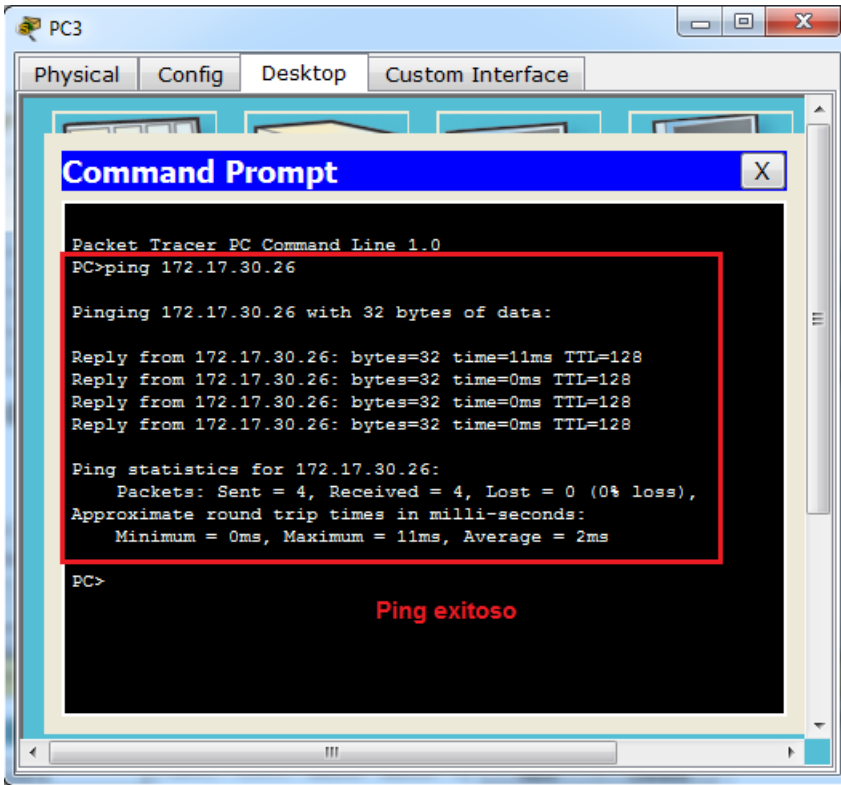 PC3
Physical Config Desktop Custom Interface
Command Prompt
X
Packet Tracer PC Command Line 1.0
PC>ping 172.17.30.26
Pinging 172.17.30.26 with 32 bytes of data:
Reply from 172.17.30.26: bytes=32 time=11ms TTL=128
Reply from 172.17.30.26: bytes=32 time=0ms TTL=128
Reply from 172.17.30.26: bytes=32 time=0ms TTL=128
Reply from 172.17.30.26: bytes=32 time=0ms TTL=128
Ping statistics for 172.17.30.26:
Packets: Sent = 4, Received = 4, Lost = 0 (0% loss),
Approximate round trip times in milli-seconds:
Minimum = 0ms, Maximum = 11ms, Average = 2ms
PC>
Ping exitoso